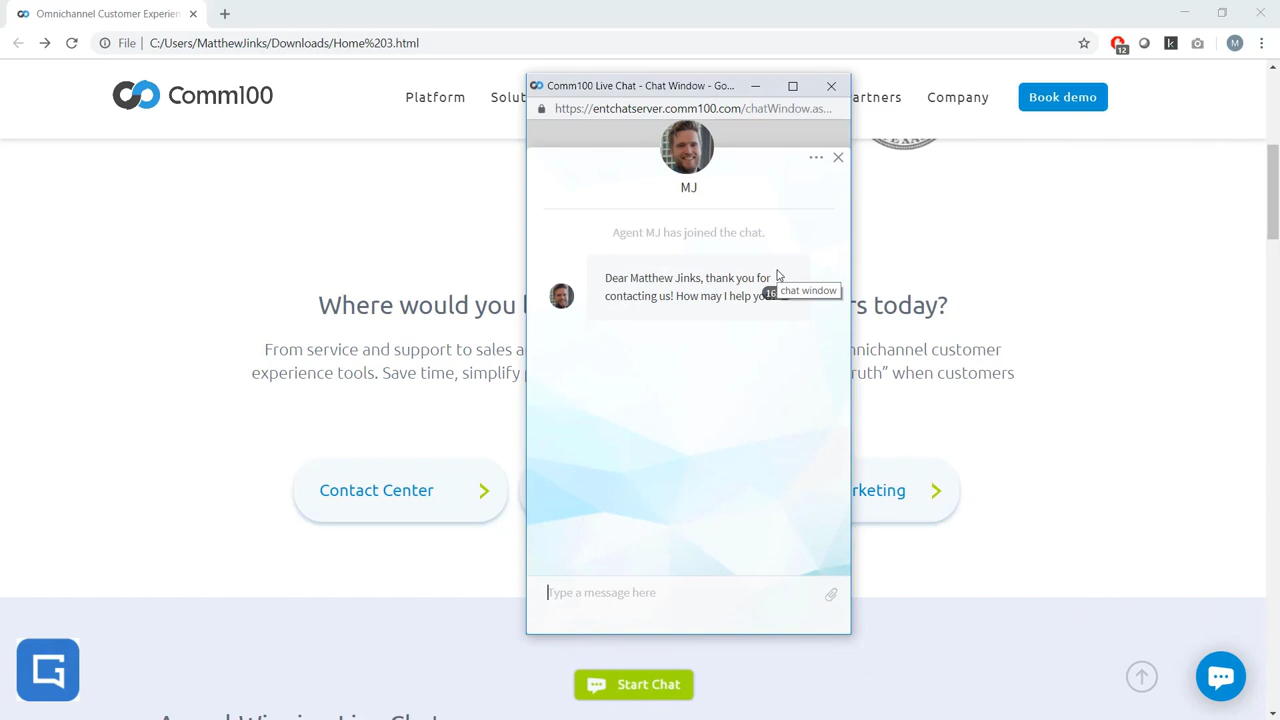 Omnichannel Customer Experien
File C:/Users/MatthewJinks/Downloads/Home%203.html
12
M
Comm100
Platform
Solut
artners
Company
Book demo
Comm100 Live Chat - Chat Window - Go...
https://entchatserver.comm100.com/chatWindow.as...
MJ
Agent MJ has joined the chat.
Dear Matthew Jinks, thank you for
contacting us! How may I help yo
16
chat window
Where would you l
rs today?
From service and support to sales a
nnichannel customer
experience tools. Save time, simplify p
ruth” when customers
Contact Center
rketing
Type a message here
Start Chat